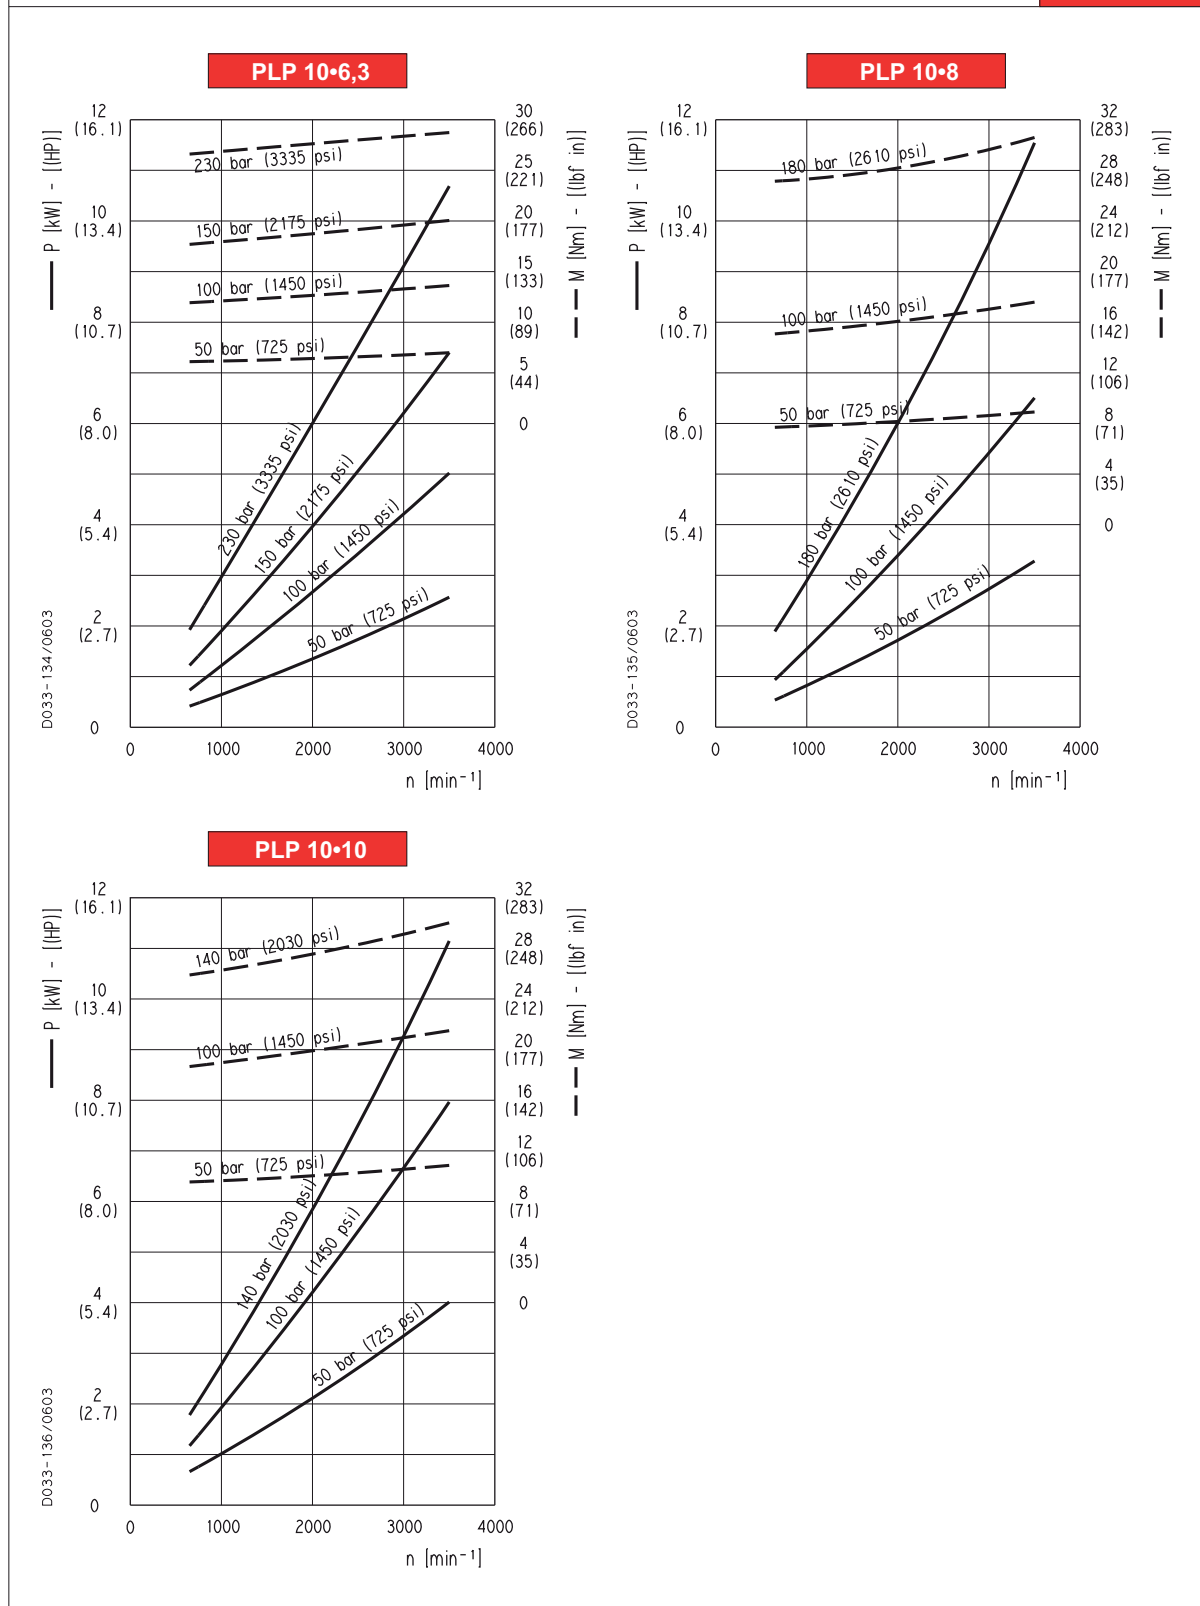 PLP 10•6,3
P [kW] - [(HP)]
12
(16.1)
10
(13.4)
8
(10.7)
6
(8.0)
4
(5.4)
2
(2.7)
0
230 bar (3335 psi)
150 bar (2175 psi)
100 bar (1450 psi)
50 bar (725 psi)
230 bar (3335 psi)
150 bar (2175 psi)
100 bar (1450 psi)
50 bar (725 psi)
30
(266)
25
(221)
20
(177)
15
(133)
10
(89)
5
(44)
0
M [Nm] - [(lbf in)]
0 1000 2000 3000 4000
n [min⁻¹]
D033-134/0603
PLP 10•8
P [kW] - [(HP)]
12
(16.1)
10
(13.4)
8
(10.7)
6
(8.0)
4
(5.4)
2
(2.7)
0
180 bar (2610 psi)
100 bar (1450 psi)
50 bar (725 psi)
180 bar (2610 psi)
100 bar (1450 psi)
50 bar (725 psi)
32
(283)
28
(248)
24
(212)
20
(177)
16
(142)
12
(106)
8
(71)
4
(35)
0
M [Nm] - [(lbf in)]
0 1000 2000 3000 4000
n [min⁻¹]
D033-135/0603
PLP 10•10
P [kW] - [(HP)]
12
(16.1)
10
(13.4)
8
(10.7)
6
(8.0)
4
(5.4)
2
(2.7)
0
140 bar (2030 psi)
100 bar (1450 psi)
50 bar (725 psi)
140 bar (2030 psi)
100 bar (1450 psi)
50 bar (725 psi)
32
(283)
28
(248)
24
(212)
20
(177)
16
(142)
12
(106)
8
(71)
4
(35)
0
M [Nm] - [(lbf in)]
0 1000 2000 3000 4000
n [min⁻¹]
D033-136/0603